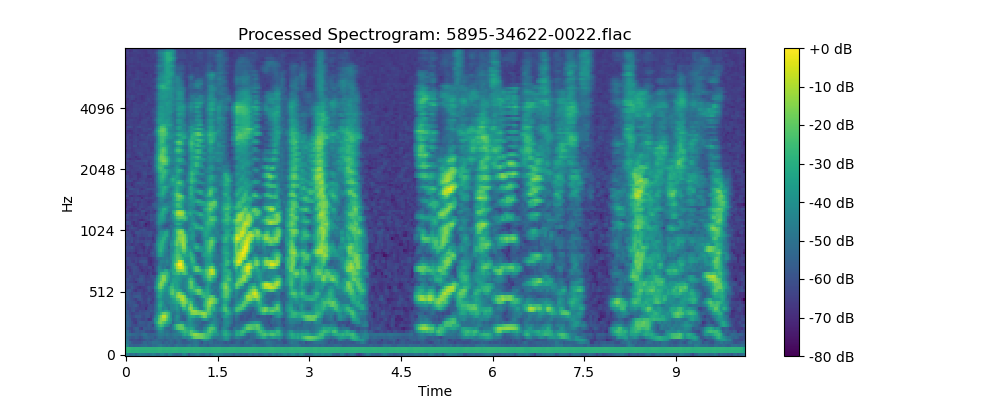 Processed Spectrogram: 5895-34622-0022.flac
Hz
4096
2048
1024
512
0
0 1.5 3 4.5 6 7.5 9
Time
+0 dB
-10 dB
-20 dB
-30 dB
-40 dB
-50 dB
-60 dB
-70 dB
-80 dB